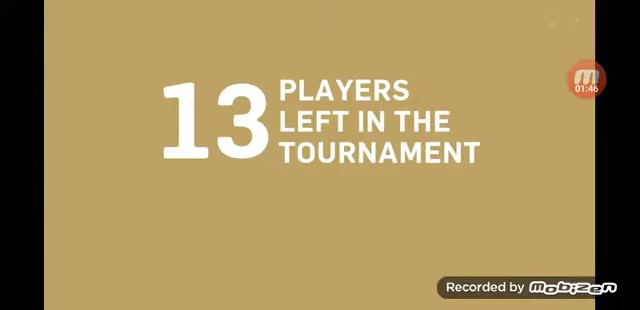 13 PLAYERS
LEFT IN THE
TOURNAMENT
01:46
Recorded by Mobizen